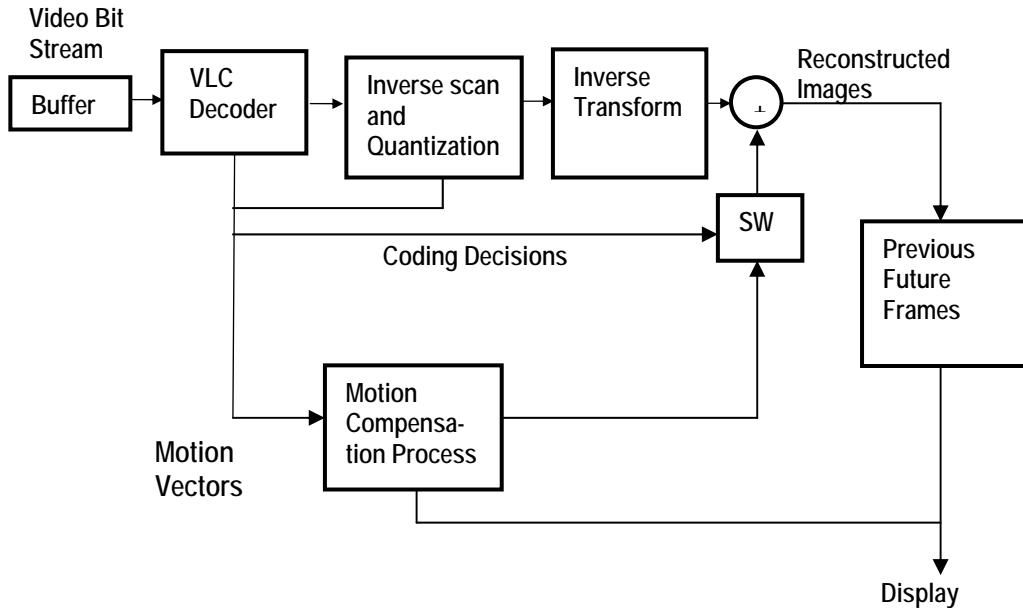 Video Bit
Stream
Buffer
VLC
Decoder
Inverse scan
and
Quantization
Inverse
Transform
Reconstructed
Images
SW
Coding Decisions
Previous
Future
Frames
Motion
Compensa-
tion Process
Motion
Vectors
Display